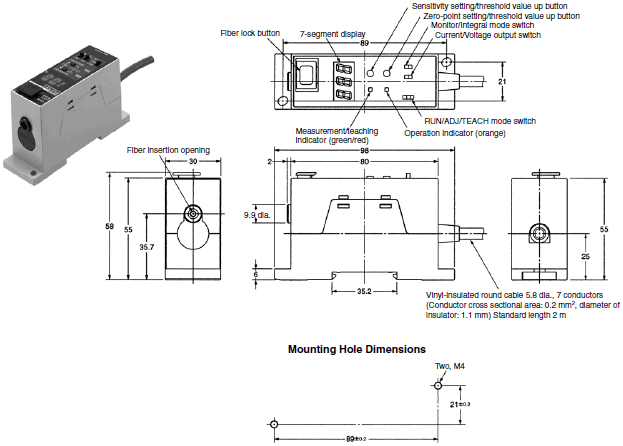 Sensitivity setting/threshold value up button
Zero-point setting/threshold value up button
Monitor/Integral mode switch
Current/Voltage output switch
Fiber lock button
7-segment display
89
21
RUN/ADJ/TEACH mode switch
Measurement/teaching
indicator (green/red)
Operation indicator (orange)
Fiber insertion opening
98
30
2
80
9.9 dia.
58
55
35.7
6
35.2
25
55
Vinyl-insulated round cable 5.8 dia., 7 conductors
(Conductor cross sectional area: 0.2 mm², diameter of
insulator: 1.1 mm) Standard length 2 m
Mounting Hole Dimensions
Two, M4
21±0.2
89±0.2